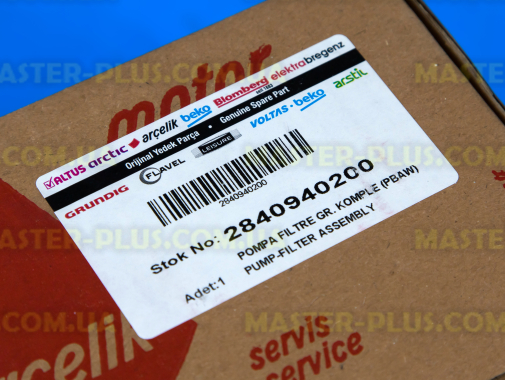 motor
ALTUS arctic arçelik beko Blomberg elektrabregenz
Orijinal Yedek Parça • Genuine Spare Part
GRUNDIG FLAVEL LEISURE VOLTAS·beko arstil
2840940200
Stok No: 2840940200
Adet:1
POMPA FILTRE GR. KOMPLE (PBAW)
PUMP-FILTER ASSEMBLY
rçelik
servis
service
MASTER-PLUS.COM.UA